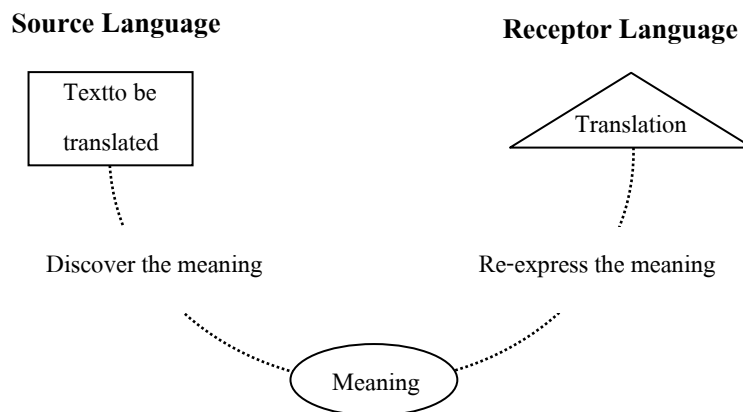 Source Language
Receptor Language
Textto be
translated
Translation
Discover the meaning
Re-express the meaning
Meaning